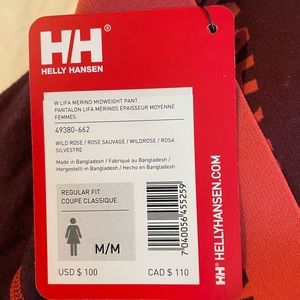 HH
HELLY HANSEN
W LIFA MERINO MIDWEIGHT PANT
PANTALON LIFA MÉRINOS ÉPAISSEUR MOYENNE
FEMMES
49380-662
WILD ROSE / ROSE SAUVAGE / WILDROSE / ROSA
SILVESTRE
Made in Bangladesh / Fabriqué au Bangladesh /
Hergestellt in Bangladesh / Hecho en Bangladesh
REGULAR FIT
COUPE CLASSIQUE
M/M
USD $ 100
CAD $ 110
7040056455259
HH HELLYHANSEN.COM